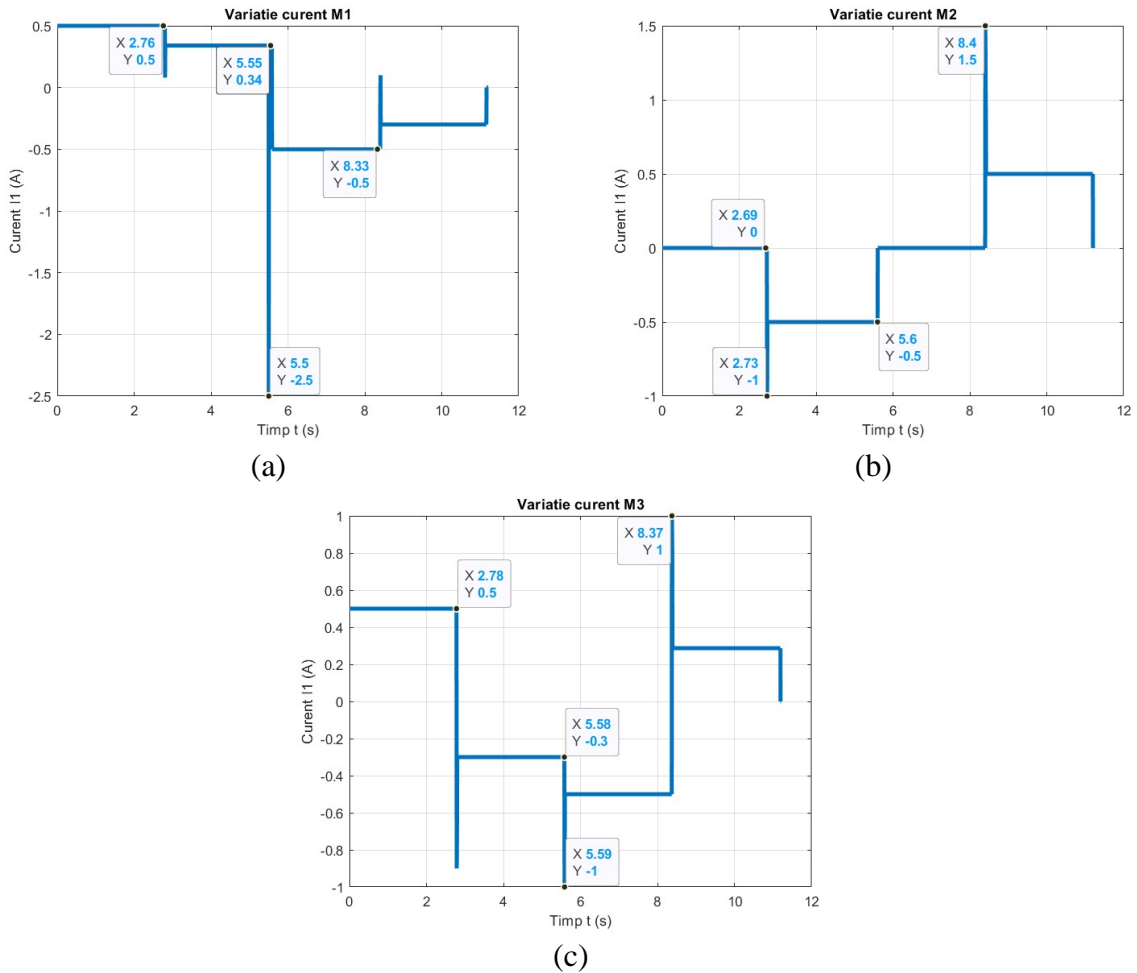 Variatie curent M1
0.5
0
-0.5
-1
-1.5
-2
-2.5
X 2.76
Y 0.5
X 5.55
Y 0.34
X 8.33
Y -0.5
X 5.5
Y -2.5
0 2 4 6 8 10 12
Curent I1 (A)
Timp t (s)
(a)
Variatie curent M2
1.5
1
0.5
0
-0.5
-1
X 8.4
Y 1.5
X 2.69
Y 0
X 5.6
Y -0.5
X 2.73
Y -1
0 2 4 6 8 10 12
Curent I1 (A)
Timp t (s)
(b)
Variatie curent M3
1
0.8
0.6
0.4
0.2
0
-0.2
-0.4
-0.6
-0.8
-1
X 8.37
Y 1
X 2.78
Y 0.5
X 5.58
Y -0.3
X 5.59
Y -1
0 2 4 6 8 10 12
Curent I1 (A)
Timp t (s)
(c)